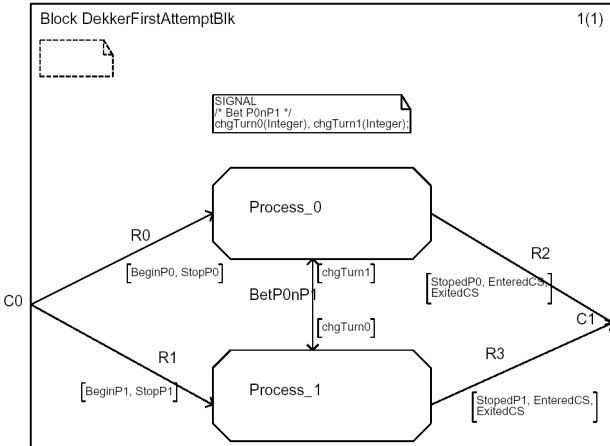 Block DekkerFirstAttemptBlk 1(1)
SIGNAL
/* Bet P0nP1 */
chgTurn0(Integer), chgTurn1(Integer);
Process_0
R0
R2
[BeginP0, StopP0]
[chgTurn1]
[StopedP0, EnteredCS,
ExitedCS]
BetP0nP1
C0
C1
[chgTurn0]
R1
R3
[BeginP1, StopP1]
Process_1
[StopedP1, EnteredCS,
ExitedCS]